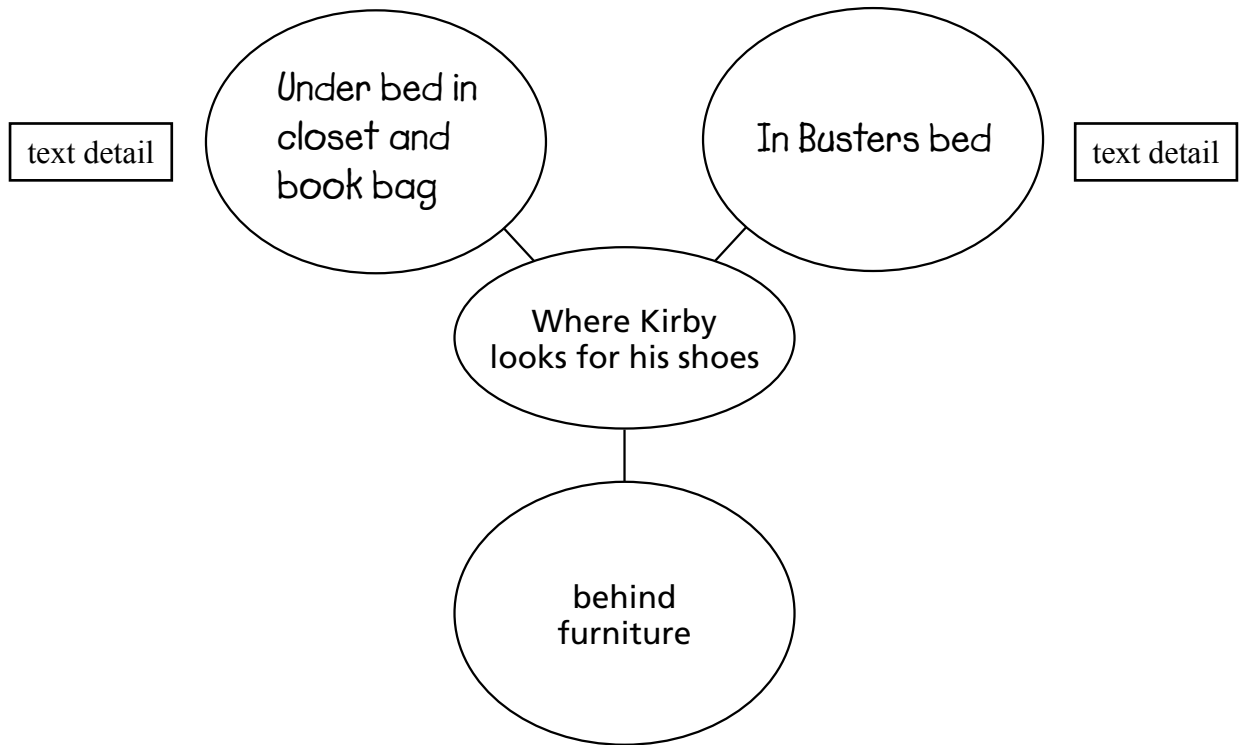 Under bed in
closet and
book bag
text detail
In Busters bed
text detail
Where Kirby
looks for his shoes
behind
furniture